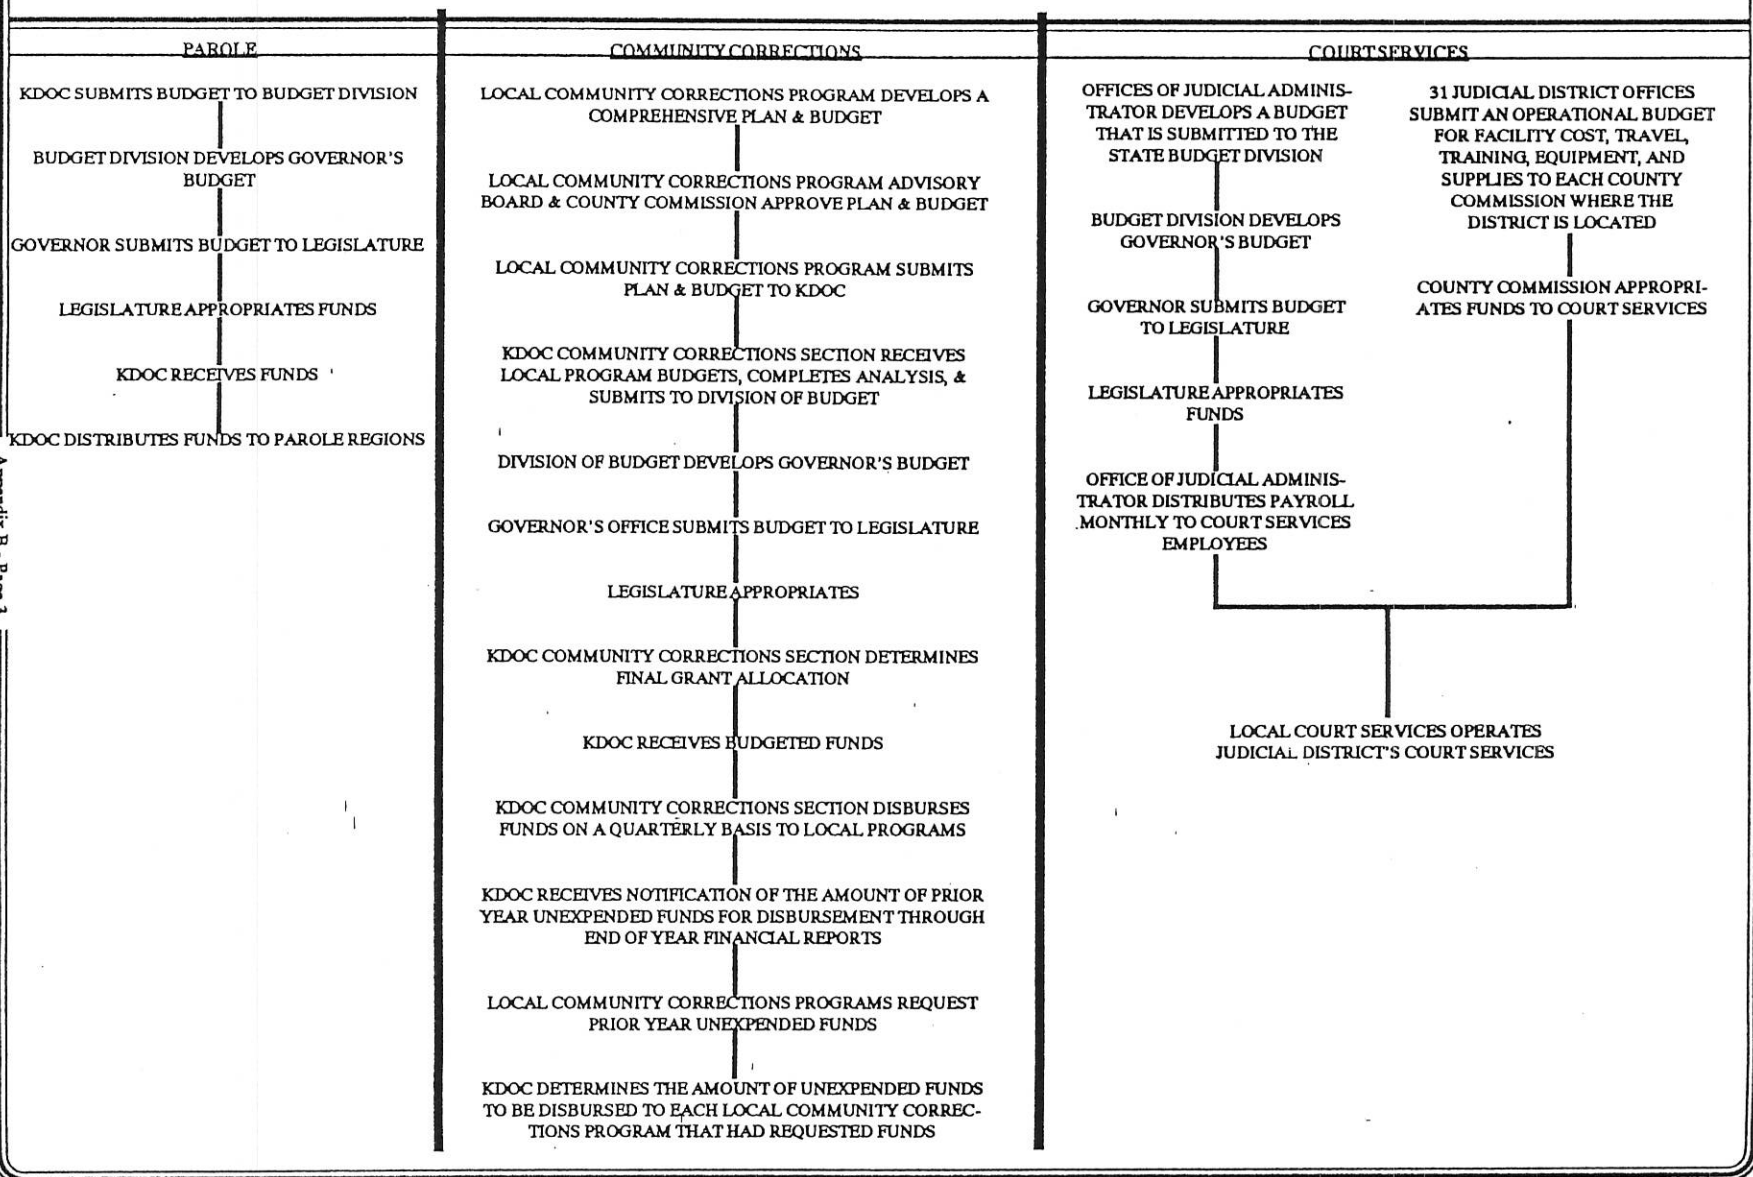 PAROLE
KDOC SUBMITS BUDGET TO BUDGET DIVISION
BUDGET DIVISION DEVELOPS GOVERNOR'S
BUDGET
GOVERNOR SUBMITS BUDGET TO LEGISLATURE
LEGISLATURE APPROPRIATES FUNDS
KDOC RECEIVES FUNDS
KDOC DISTRIBUTES FUNDS TO PAROLE REGIONS
COMMUNITY CORRECTIONS
LOCAL COMMUNITY CORRECTIONS PROGRAM DEVELOPS A
COMPREHENSIVE PLAN & BUDGET
LOCAL COMMUNITY CORRECTIONS PROGRAM ADVISORY
BOARD & COUNTY COMMISSION APPROVE PLAN & BUDGET
LOCAL COMMUNITY CORRECTIONS PROGRAM SUBMITS
PLAN & BUDGET TO KDOC
KDOC COMMUNITY CORRECTIONS SECTION RECEIVES
LOCAL PROGRAM BUDGETS, COMPLETES ANALYSIS, &
SUBMITS TO DIVISION OF BUDGET
DIVISION OF BUDGET DEVELOPS GOVERNOR'S BUDGET
GOVERNOR'S OFFICE SUBMITS BUDGET TO LEGISLATURE
LEGISLATURE APPROPRIATES
KDOC COMMUNITY CORRECTIONS SECTION DETERMINES
FINAL GRANT ALLOCATION
KDOC RECEIVES BUDGETED FUNDS
KDOC COMMUNITY CORRECTIONS SECTION DISBURSES
FUNDS ON A QUARTERLY BASIS TO LOCAL PROGRAMS
KDOC RECEIVES NOTIFICATION OF THE AMOUNT OF PRIOR
YEAR UNEXPENDED FUNDS FOR DISBURSEMENT THROUGH
END OF YEAR FINANCIAL REPORTS
LOCAL COMMUNITY CORRECTIONS PROGRAMS REQUEST
PRIOR YEAR UNEXPENDED FUNDS
KDOC DETERMINES THE AMOUNT OF UNEXPENDED FUNDS
TO BE DISBURSED TO EACH LOCAL COMMUNITY CORREC-
TIONS PROGRAM THAT HAD REQUESTED FUNDS
COURT SERVICES
OFFICES OF JUDICIAL ADMINIS-
TRATOR DEVELOPS A BUDGET
THAT IS SUBMITTED TO THE
STATE BUDGET DIVISION
BUDGET DIVISION DEVELOPS
GOVERNOR'S BUDGET
GOVERNOR SUBMITS BUDGET
TO LEGISLATURE
LEGISLATURE APPROPRIATES
FUNDS
OFFICE OF JUDICIAL ADMINIS-
TRATOR DISTRIBUTES PAYROLL
MONTHLY TO COURT SERVICES
EMPLOYEES
31 JUDICIAL DISTRICT OFFICES
SUBMIT AN OPERATIONAL BUDGET
FOR FACILITY COST, TRAVEL,
TRAINING, EQUIPMENT, AND
SUPPLIES TO EACH COUNTY
COMMISSION WHERE THE
DISTRICT IS LOCATED
COUNTY COMMISSION APPROPRI-
ATES FUNDS TO COURT SERVICES
LOCAL COURT SERVICES OPERATES
JUDICIAL DISTRICT'S COURT SERVICES
Appendix B - Page 3